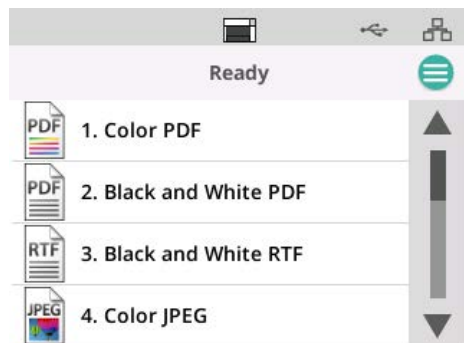 Ready
PDF
1. Color PDF
PDF
2. Black and White PDF
RTF
3. Black and White RTF
JPEG
4. Color JPEG